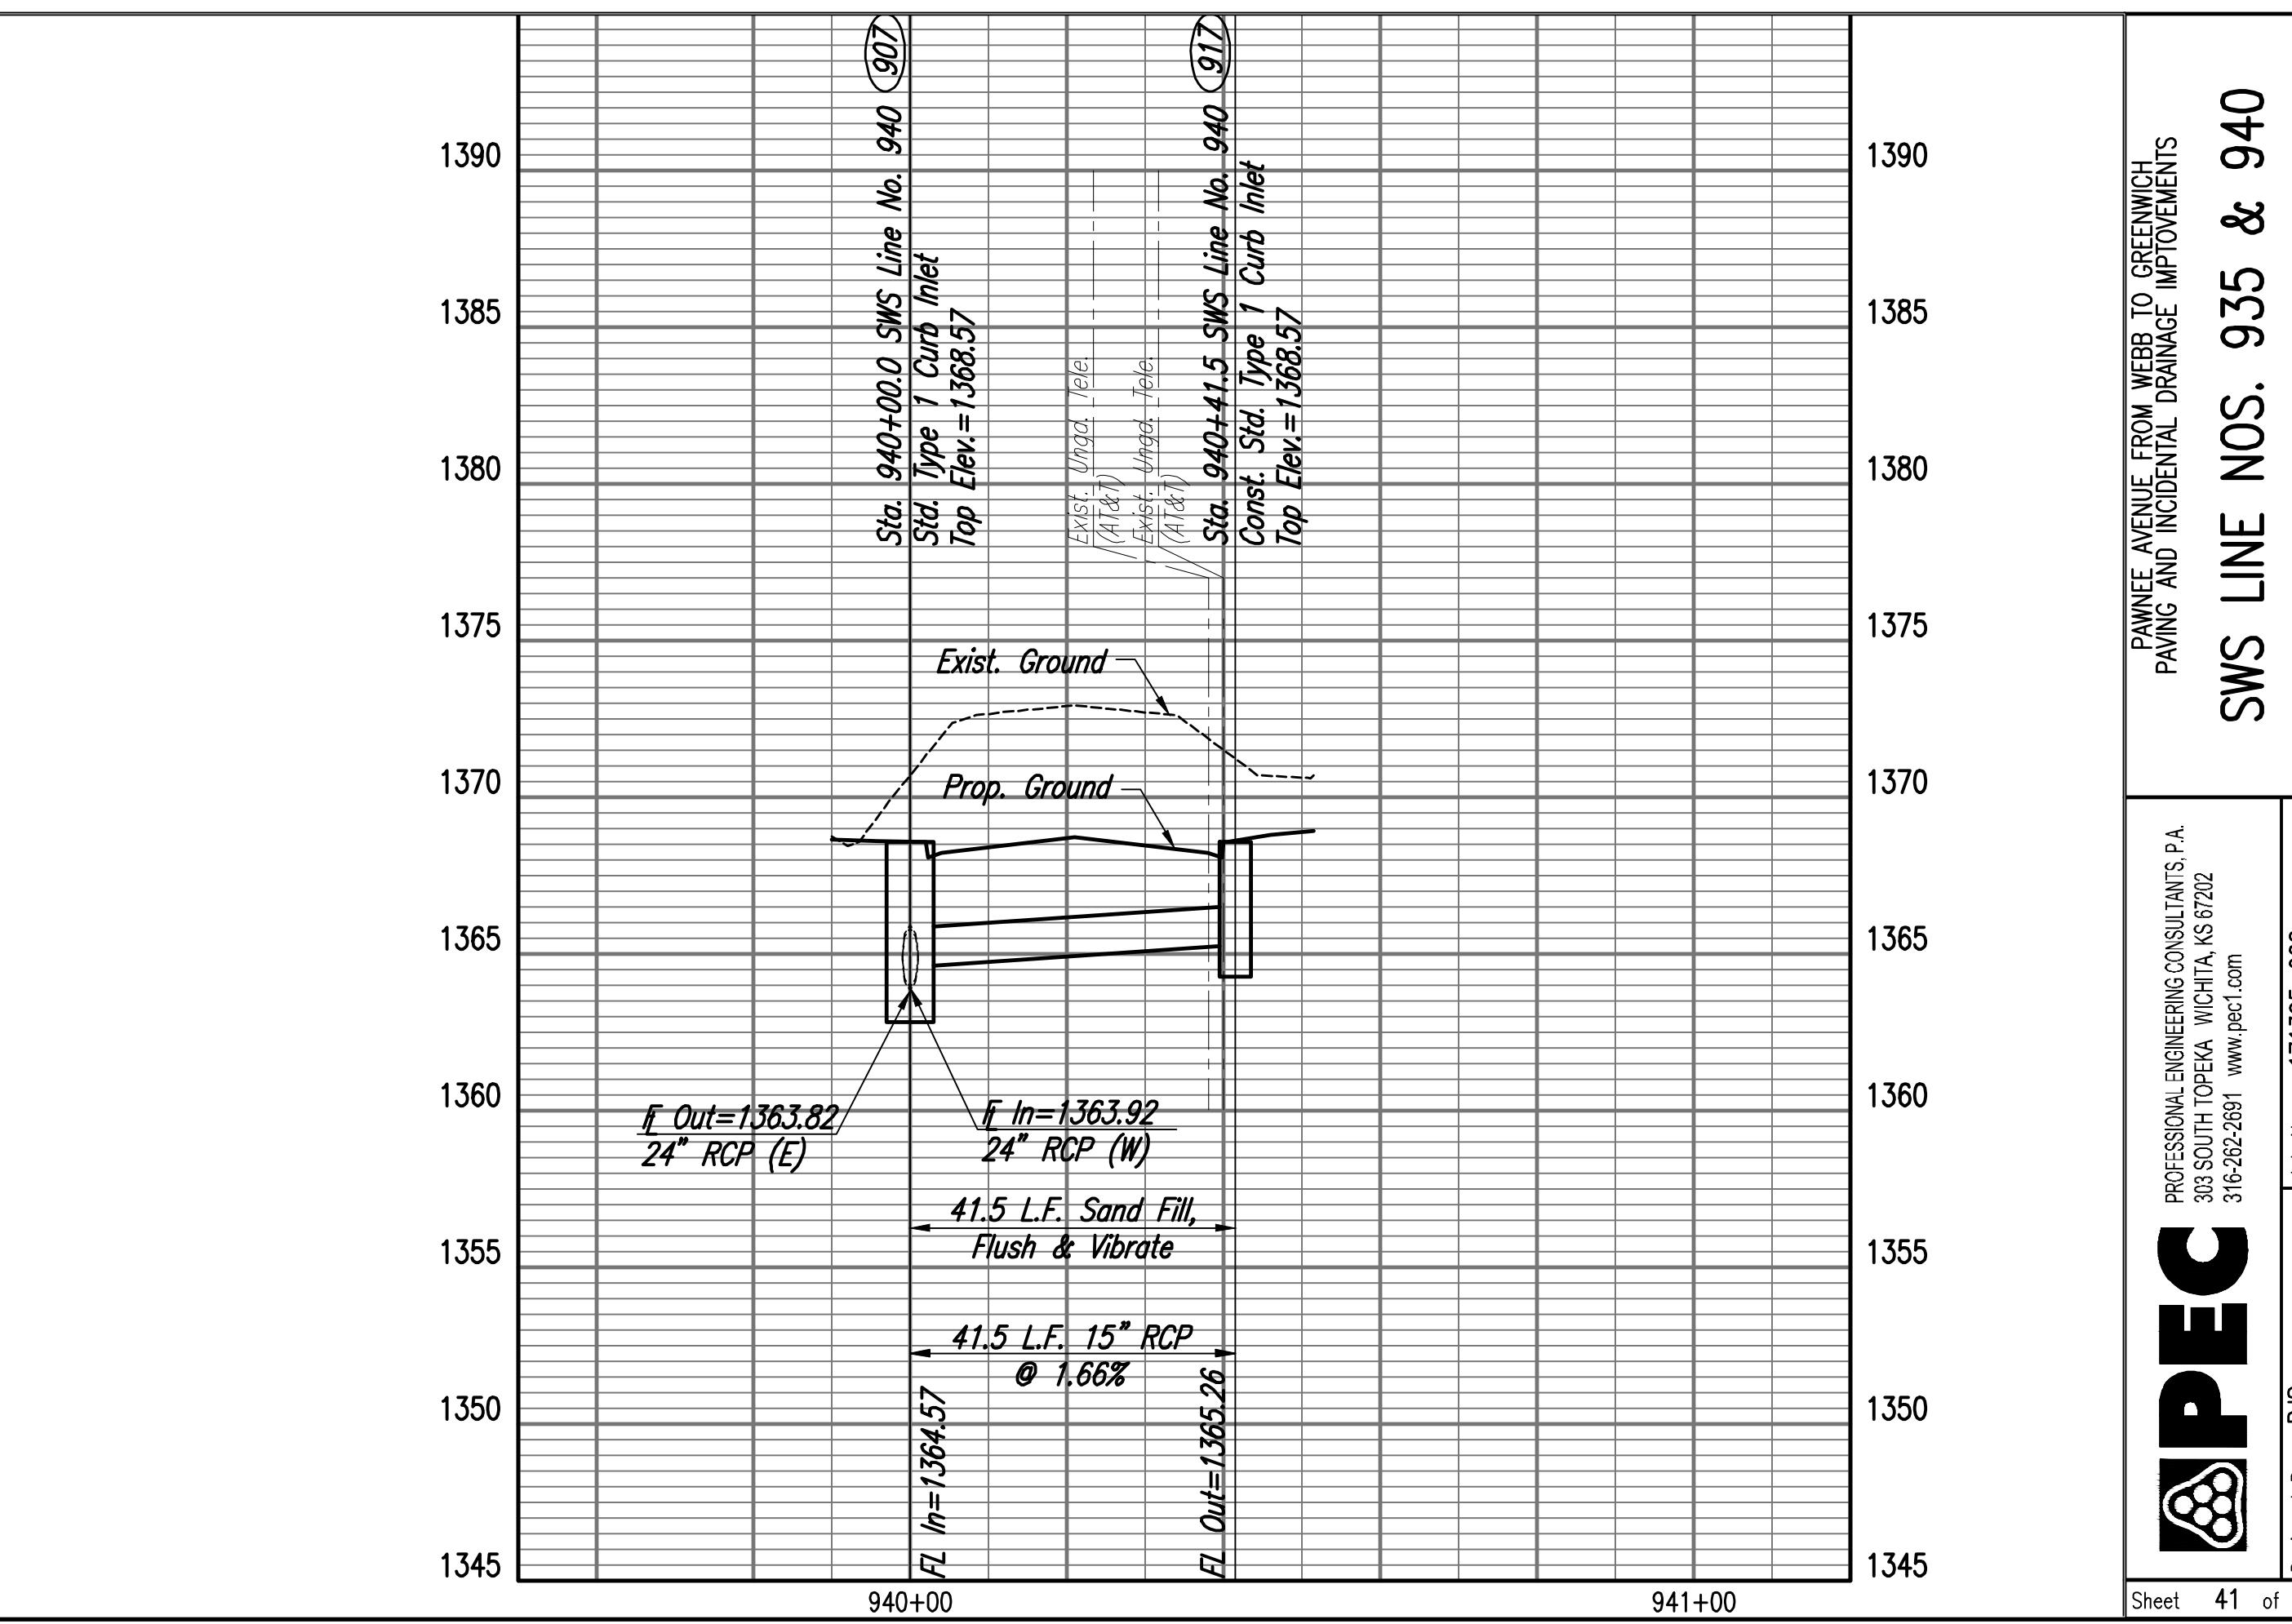 907
917
Sta. 940+00.0 SWS Line No. 940
Std. Type 1 Curb Inlet
Top Elev.=1368.57
Exist. Ungd. Tele.
(AT&T)
Exist. Ungd. Tele.
(AT&T)
Sta. 940+41.5 SWS Line No. 940
Const. Std. Type 1 Curb Inlet
Top Elev.=1368.57
1390
1390
1385
1385
1380
1380
1375
1375
1370
1370
1365
1365
1360
1360
1355
1355
1350
1350
1345
1345
Exist. Ground
Prop. Ground
FL Out=1363.82
24" RCP (E)
FL In=1363.92
24" RCP (W)
41.5 L.F. Sand Fill,
Flush & Vibrate
41.5 L.F. 15" RCP
@ 1.66%
FL In=1364.57
FL Out=1365.26
940+00
941+00
PAWNEE AVENUE FROM WEBB TO GREENWICH
PAVING AND INCIDENTAL DRAINAGE IMPTOVEMENTS
SWS LINE NOS. 935 & 940
PROFESSIONAL ENGINEERING CONSULTANTS, P.A.
303 SOUTH TOPEKA WICHITA, KS 67202
316-262-2691 www.pec1.com
PEC
Sheet 41 of